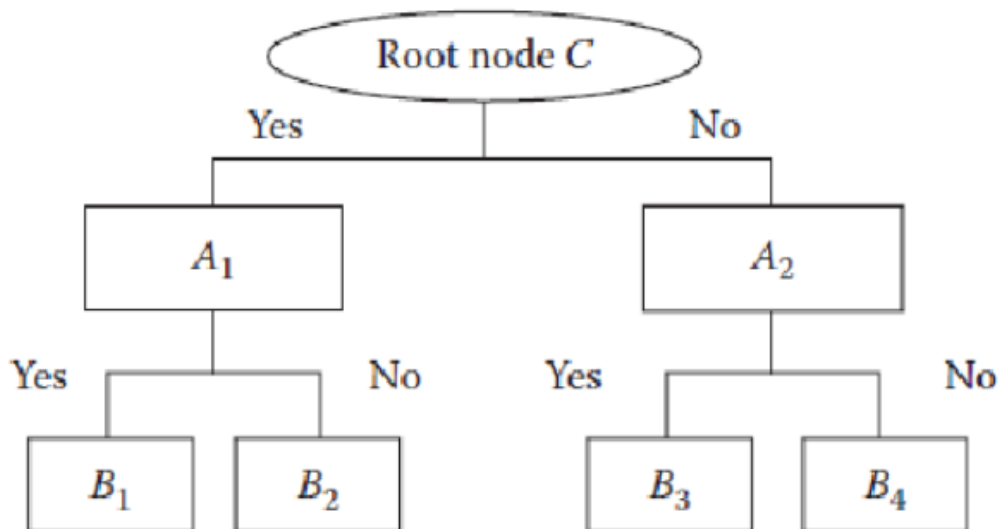 Root node C
Yes No
A₁ A₂
Yes No Yes No
B₁ B₂ B₃ B₄